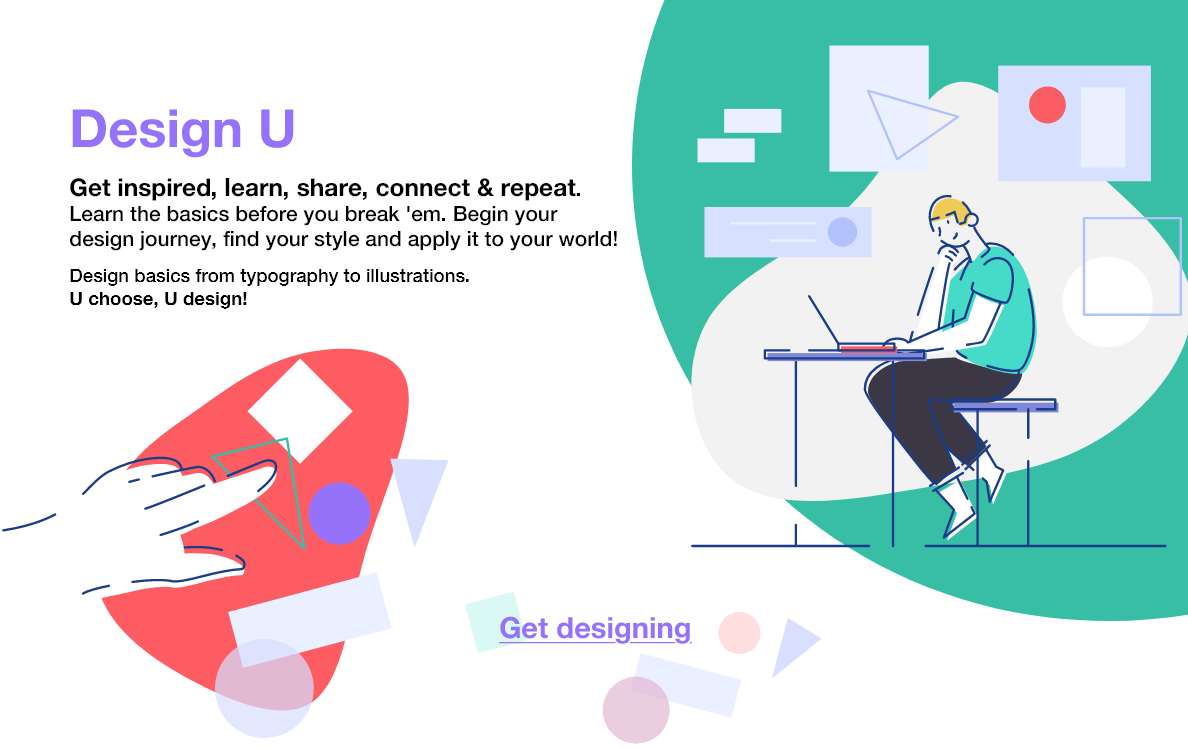 Design U
Get inspired, learn, share, connect & repeat.
Learn the basics before you break 'em. Begin your
design journey, find your style and apply it to your world!
Design basics from typography to illustrations.
U choose, U design!
Get designing